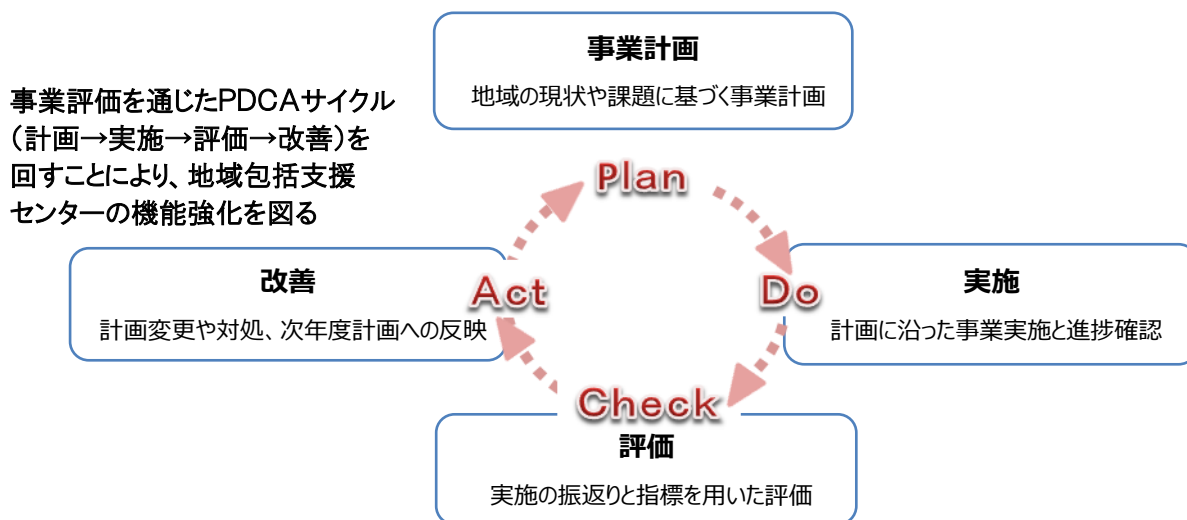 事業計画
地域の現状や課題に基づく事業計画
事業評価を通じたPDCAサイクル
（計画→実施→評価→改善）を
回すことにより、地域包括支援
センターの機能強化を図る
Plan
改善
計画変更や対処、次年度計画への反映
Act
Do
実施
計画に沿った事業実施と進捗確認
Check
評価
実施の振返りと指標を用いた評価